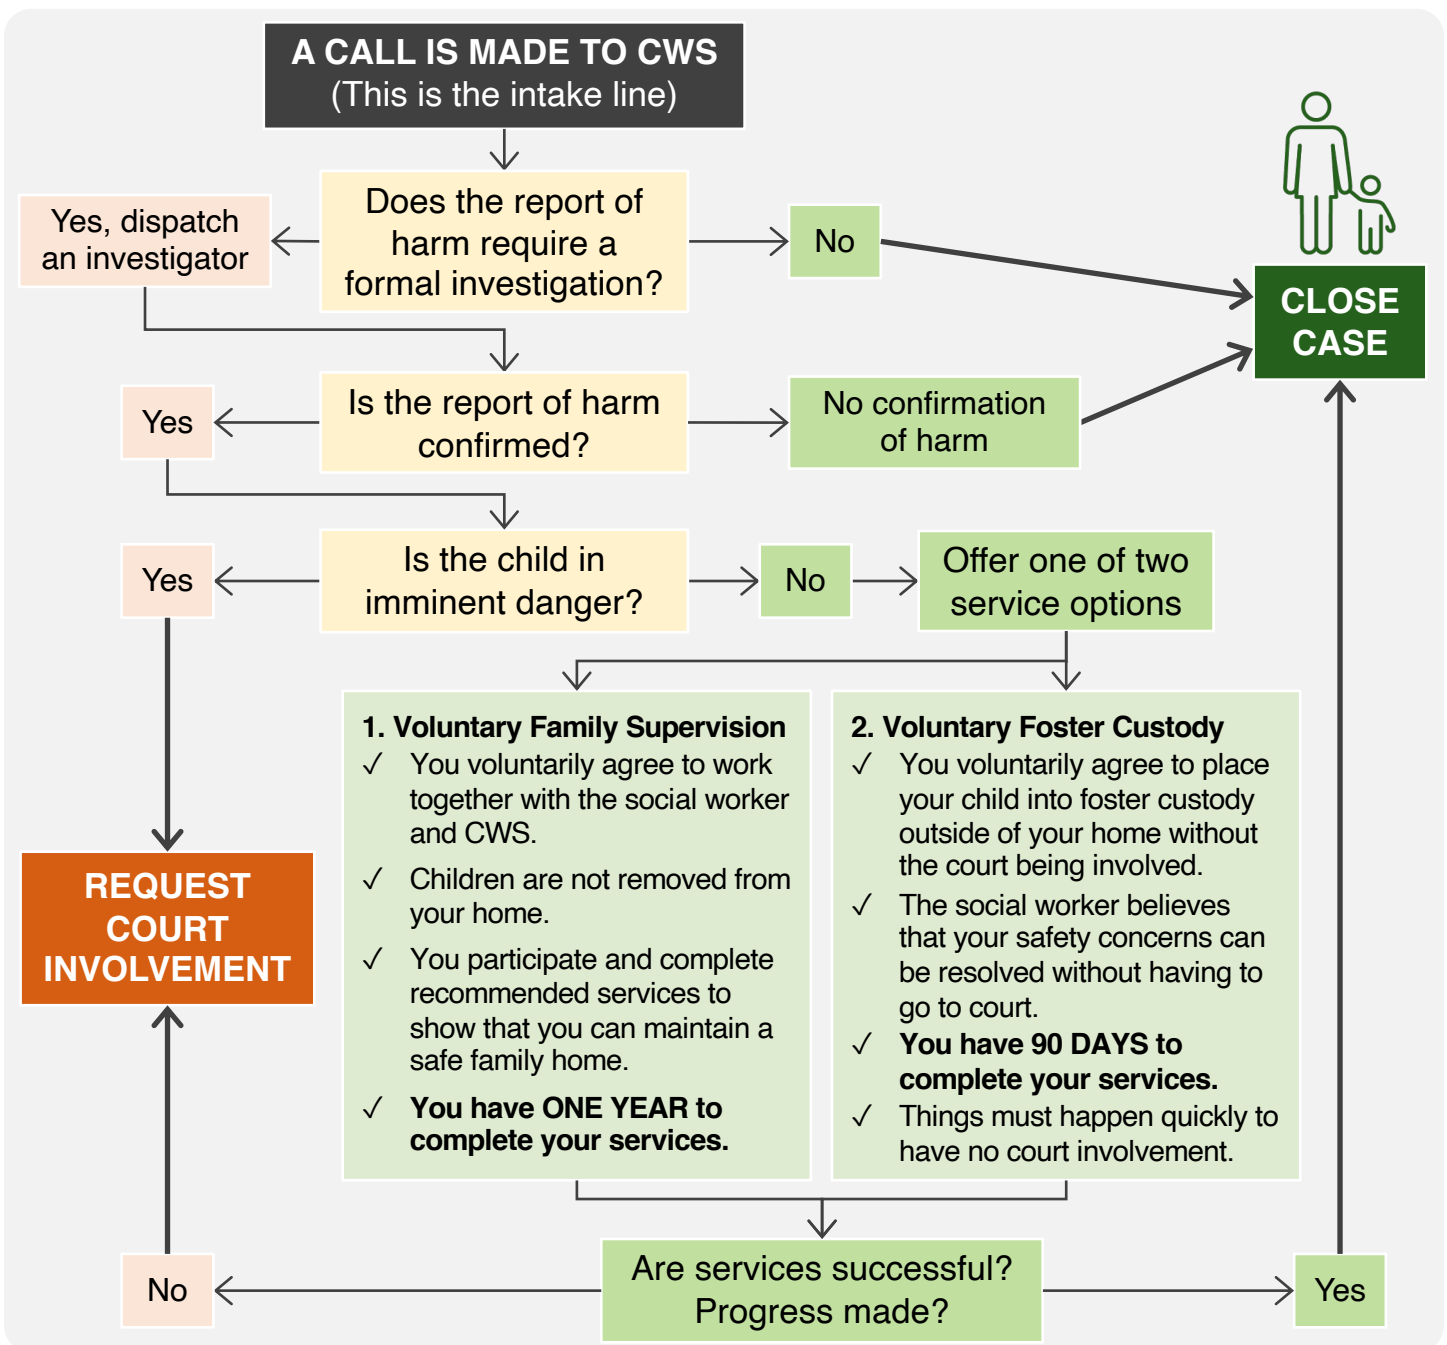 A CALL IS MADE TO CWS
(This is the intake line)
Does the report of
harm require a
formal investigation?
Yes, dispatch
an investigator
No
CLOSE
CASE
Is the report of harm
confirmed?
Yes
No confirmation
of harm
Is the child in
imminent danger?
Yes
No
Offer one of two
service options
1. Voluntary Family Supervision
✓ You voluntarily agree to work
together with the social worker
and CWS.
✓ Children are not removed from
your home.
✓ You participate and complete
recommended services to
show that you can maintain a
safe family home.
✓ You have ONE YEAR to
complete your services.
2. Voluntary Foster Custody
✓ You voluntarily agree to place
your child into foster custody
outside of your home without
the court being involved.
✓ The social worker believes
that your safety concerns can
be resolved without having to
go to court.
✓ You have 90 DAYS to
complete your services.
✓ Things must happen quickly to
have no court involvement.
REQUEST
COURT
INVOLVEMENT
Are services successful?
Progress made?
No
Yes